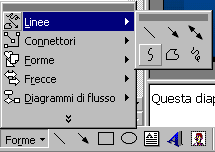 Linee
Connettori
Forme
Frecce
Diagrammi di flusso
Questa diap
Forme